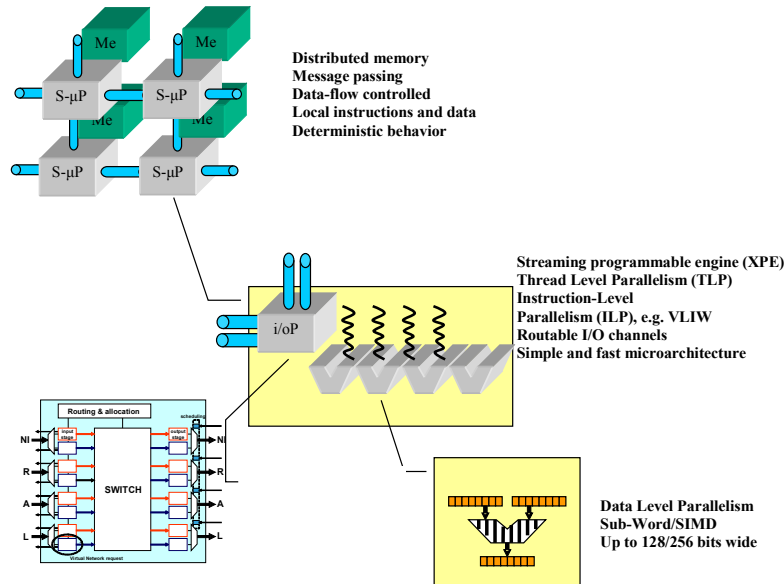 Me
Me
S-μP
S-μP
Me
Me
S-μP
S-μP
Distributed memory
Message passing
Data-flow controlled
Local instructions and data
Deterministic behavior
i/oP
Streaming programmable engine (XPE)
Thread Level Parallelism (TLP)
Instruction-Level
Parallelism (ILP), e.g. VLIW
Routable I/O channels
Simple and fast microarchitecture
Routing & allocation
scheduling
input
stage
output
stage
NI
NI
R
R
SWITCH
A
A
L
L
Virtual Network request
Data Level Parallelism
Sub-Word/SIMD
Up to 128/256 bits wide